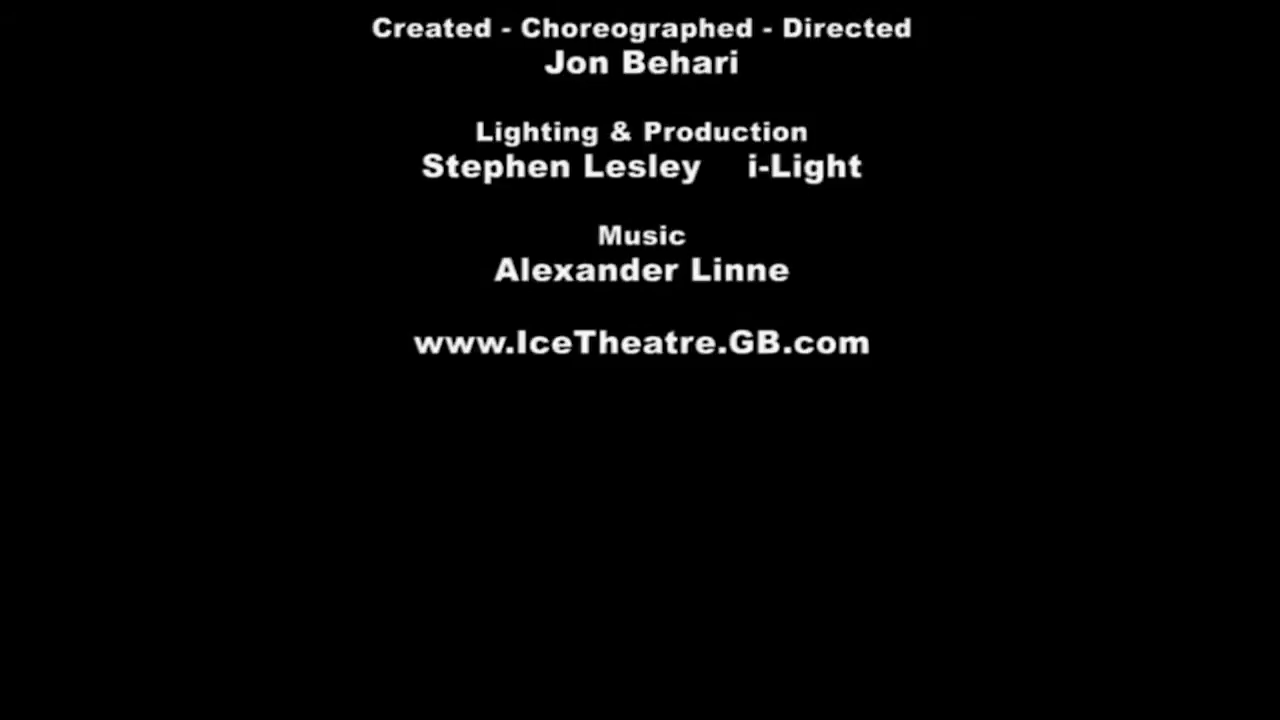 Created - Choreographed - Directed
Jon Behari
Lighting & Production
Stephen Lesley i-Light
Music
Alexander Linne
www.IceTheatre.GB.com